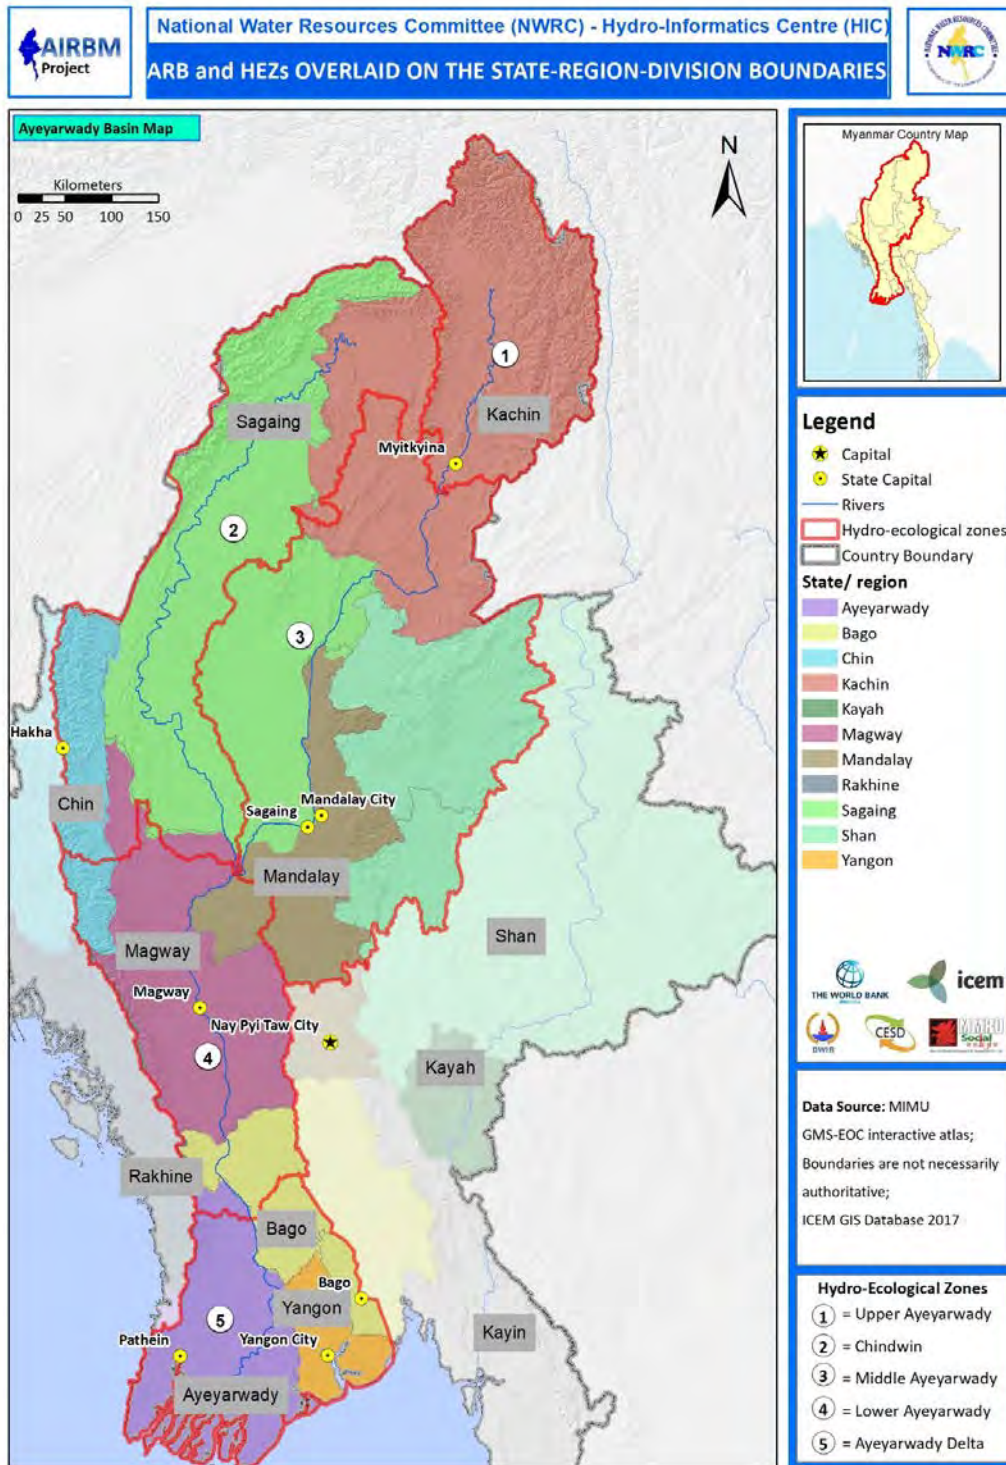 AIRBM
Project
National Water Resources Committee (NWRC) - Hydro-Informatics Centre (HIC)
ARB and HEZs OVERLAID ON THE STATE-REGION-DIVISION BOUNDARIES
NWRC
Ayeyarwady Basin Map
Kilometers
0 25 50 100 150
N
1
Kachin
Sagaing
Myitkyina
2
3
Hakha
Chin
Sagaing
Mandalay City
Mandalay
Magway
Shan
Magway
Nay Pyi Taw City
4
Kayah
Rakhine
Bago
Bago
Yangon
5
Pathein
Yangon City
Kayin
Ayeyarwady
Myanmar Country Map
Legend
Capital
State Capital
Rivers
Hydro-ecological zones
Country Boundary
State/ region
Ayeyarwady
Bago
Chin
Kachin
Kayah
Magway
Mandalay
Rakhine
Sagaing
Shan
Yangon
THE WORLD BANK
icem
DWIR
CESD
MMRD
Social
Data Source: MIMU
GMS-EOC interactive atlas;
Boundaries are not necessarily
authoritative;
ICEM GIS Database 2017
Hydro-Ecological Zones
1 = Upper Ayeyarwady
2 = Chindwin
3 = Middle Ayeyarwady
4 = Lower Ayeyarwady
5 = Ayeyarwady Delta